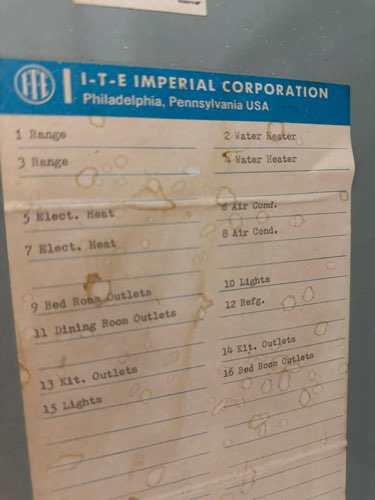 ITE
I-T-E IMPERIAL CORPORATION
Philadelphia, Pennsylvania USA
1 Range
2 Water Heater
3 Range
4 Water Heater
5 Elect. Heat
6 Air Cond.
7 Elect. Heat
8 Air Cond.
9 Bed Room Outlets
10 Lights
11 Dining Room Outlets
12 Refg.
13 Kit. Outlets
14 Kit. Outlets
15 Lights
16 Bed Room Outlets